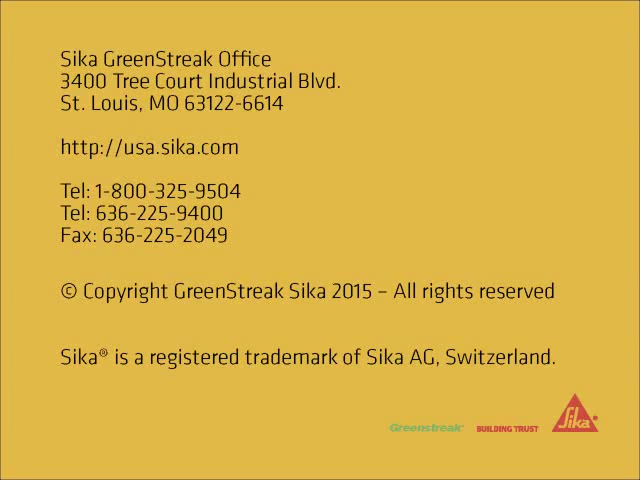 Sika GreenStreak Office
3400 Tree Court Industrial Blvd.
St. Louis, MO 63122-6614
http://usa.sika.com
Tel: 1-800-325-9504
Tel: 636-225-9400
Fax: 636-225-2049
© Copyright GreenStreak Sika 2015 – All rights reserved
Sika® is a registered trademark of Sika AG, Switzerland.
Greenstreak® BUILDING TRUST Sika®